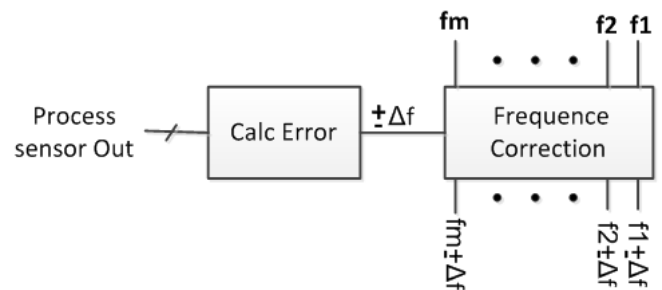 fm
f2 f1
Process
sensor Out
Calc Error
±Δf
Frequence
Correction
fm±Δf
f2±Δf
f1±Δf